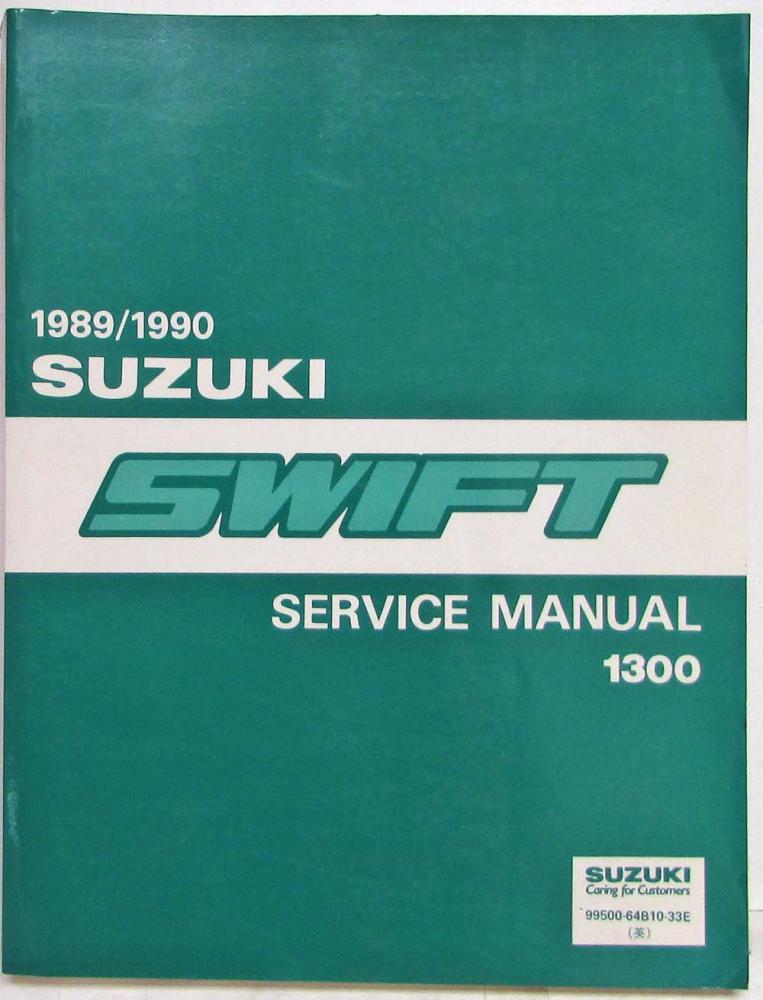 1989/1990
SUZUKI
SWIFT
SERVICE MANUAL
1300
SUZUKI
Caring for Customers
99500-64B10-33E
(英)